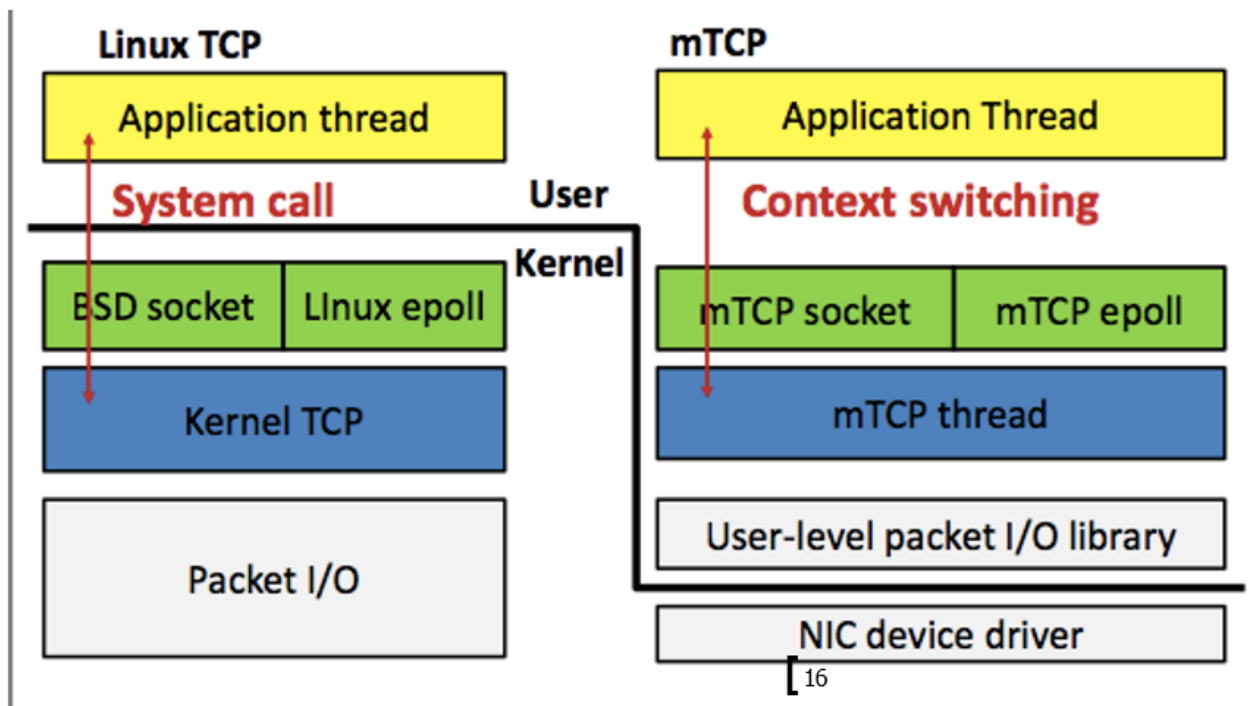 Linux TCP
Application thread
System call
User
Kernel
BSD socket
LInux epoll
Kernel TCP
Packet I/O
mTCP
Application Thread
Context switching
mTCP socket
mTCP epoll
mTCP thread
User-level packet I/O library
NIC device driver
[ 16